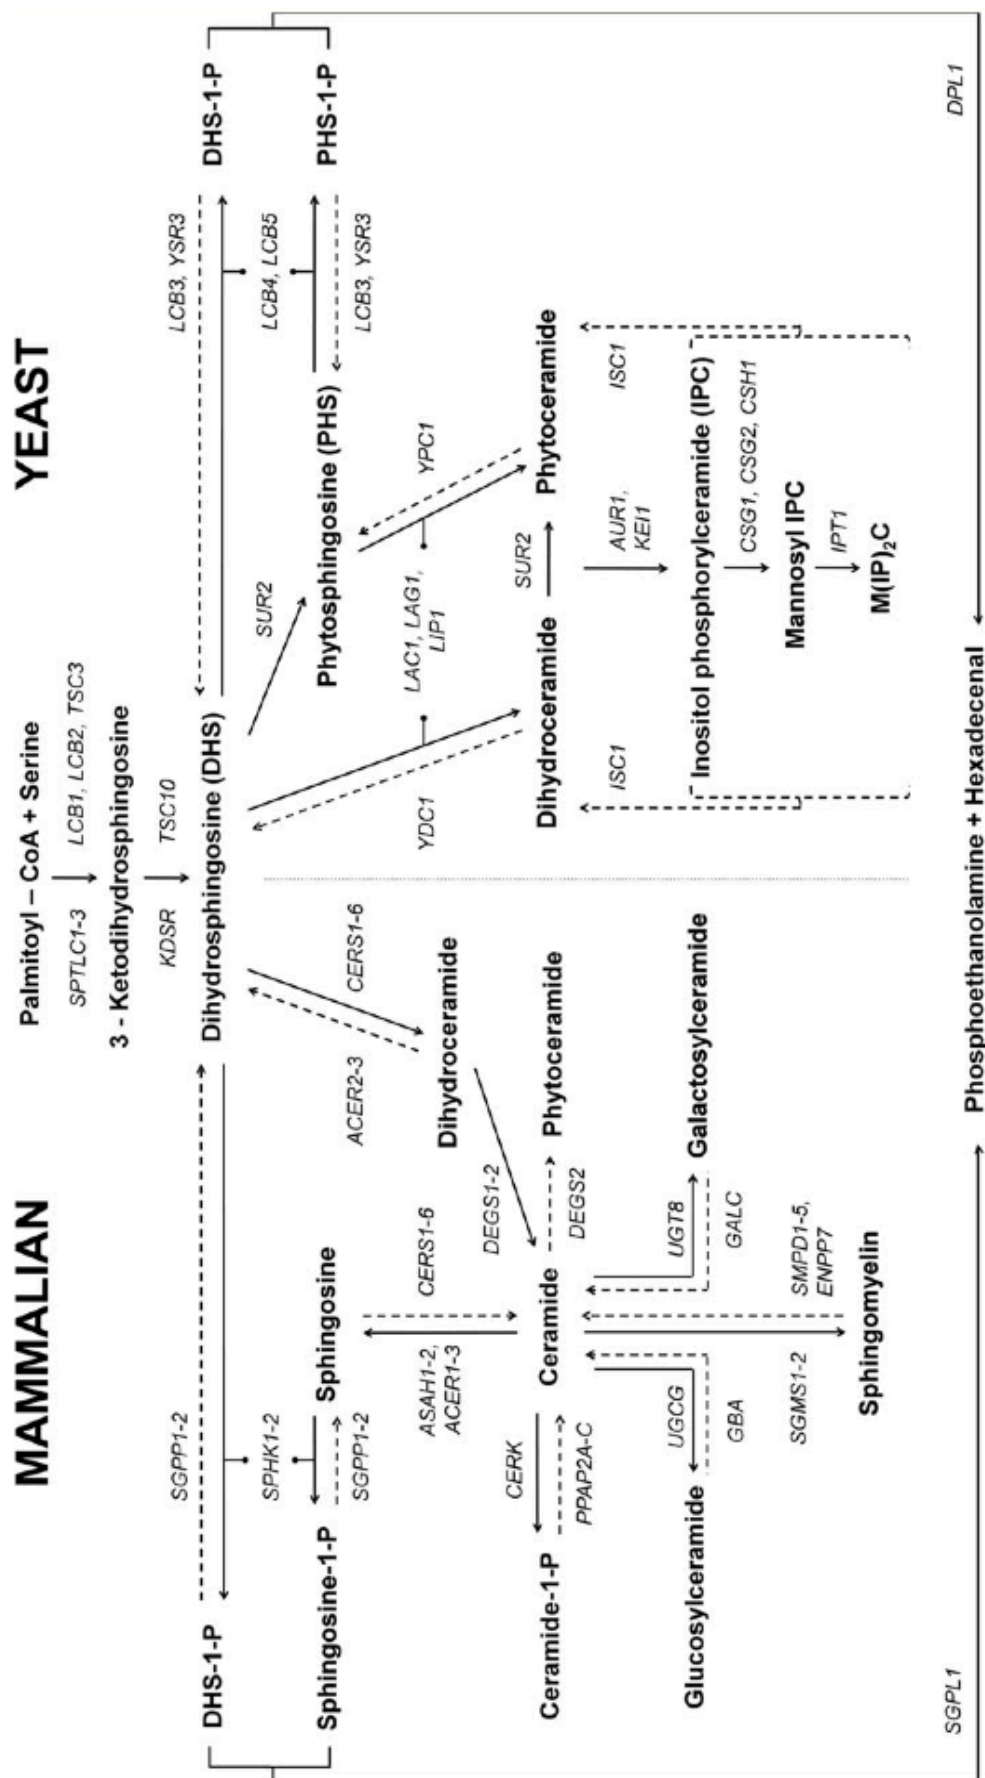 MAMMALIAN
YEAST
Palmitoyl – CoA + Serine
SPTLC1-3
LCB1, LCB2, TSC3
3 - Ketodihydrosphingosine
KDSR
TSC10
DHS-1-P
SGPP1-2
Dihydrosphingosine (DHS)
LCB3, YSR3
DHS-1-P
SPHK1-2
SUR2
LCB4, LCB5
Sphingosine-1-P
SGPP1-2
Sphingosine
Phytosphingosine (PHS)
LCB3, YSR3
PHS-1-P
ACER2-3
CERS1-6
ASAH1-2,
ACER1-3
CERS1-6
Dihydroceramide
YDC1
LAC1, LAG1,
LIP1
YPC1
DEGS1-2
CERK
SUR2
Ceramide-1-P
Ceramide
Phytoceramide
Dihydroceramide
Phytoceramide
PPAP2A-C
DEGS2
ISC1
AUR1,
KEI1
ISC1
UGCG
UGT8
Glucosylceramide
Galactosylceramide
Inositol phosphorylceramide (IPC)
GBA
GALC
CSG1, CSG2, CSH1
Mannosyl IPC
SGMS1-2
SMPD1-5,
ENPP7
IPT1
Sphingomyelin
M(IP)2C
SGPL1
DPL1
Phosphoethanolamine + Hexadecenal